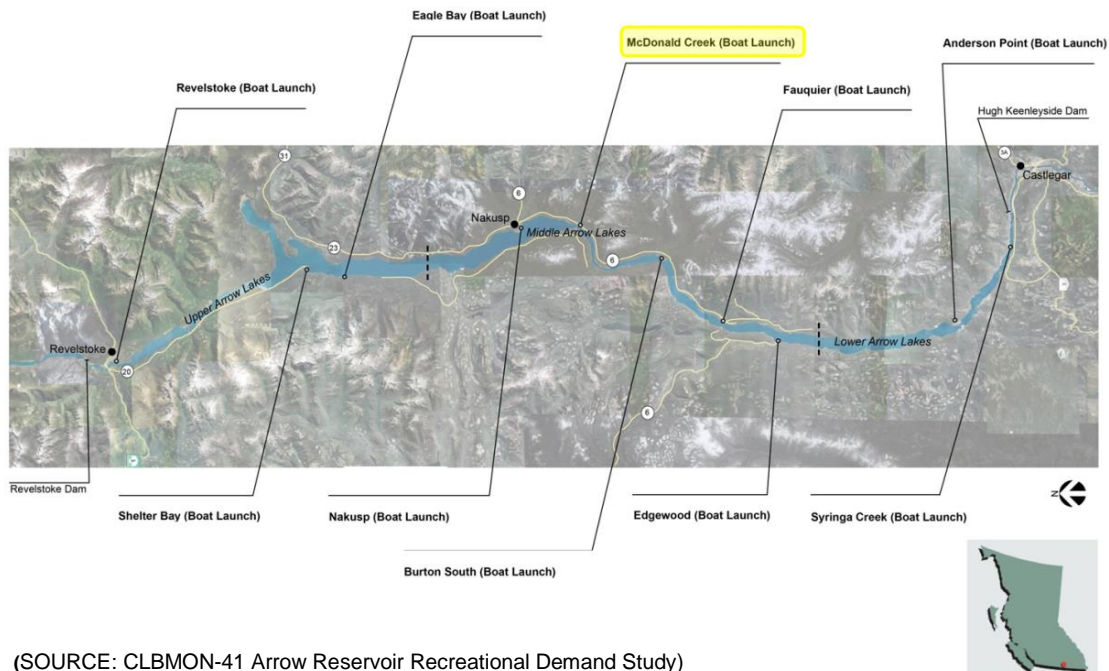 Eagle Bay (Boat Launch)
McDonald Creek (Boat Launch)
Anderson Point (Boat Launch)
Revelstoke (Boat Launch)
Fauquier (Boat Launch)
Hugh Keenleyside Dam
31
3A
Castlegar
6
Nakusp
Middle Arrow Lakes
23
6
Upper Arrow Lakes
Revelstoke
20
Lower Arrow Lakes
6
1
Revelstoke Dam
N
Shelter Bay (Boat Launch)
Nakusp (Boat Launch)
Edgewood (Boat Launch)
Syringa Creek (Boat Launch)
Burton South (Boat Launch)
(SOURCE: CLBMON-41 Arrow Reservoir Recreational Demand Study)